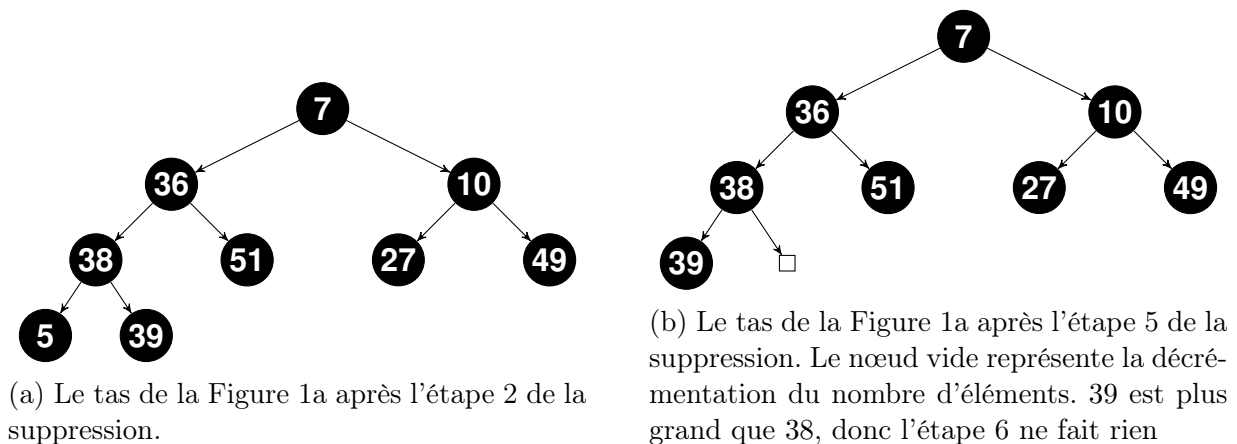 7
36
10
38
51
27
49
5
39
(a) Le tas de la Figure 1a après l'étape 2 de la
suppression.
7
36
10
38
51
27
49
39
(b) Le tas de la Figure 1a après l'étape 5 de la
suppression. Le nœud vide représente la décré-
mentation du nombre d'éléments. 39 est plus
grand que 38, donc l'étape 6 ne fait rien